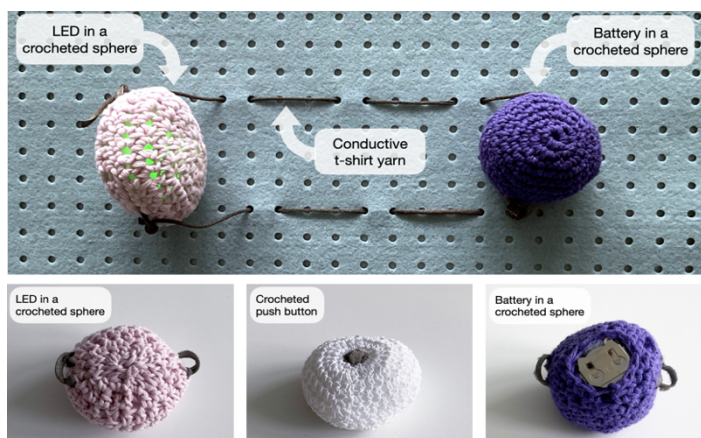 LED in a
crocheted sphere
Battery in a
crocheted sphere
Conductive
t-shirt yarn
LED in a
crocheted sphere
Crocheted
push button
Battery in a
crocheted sphere